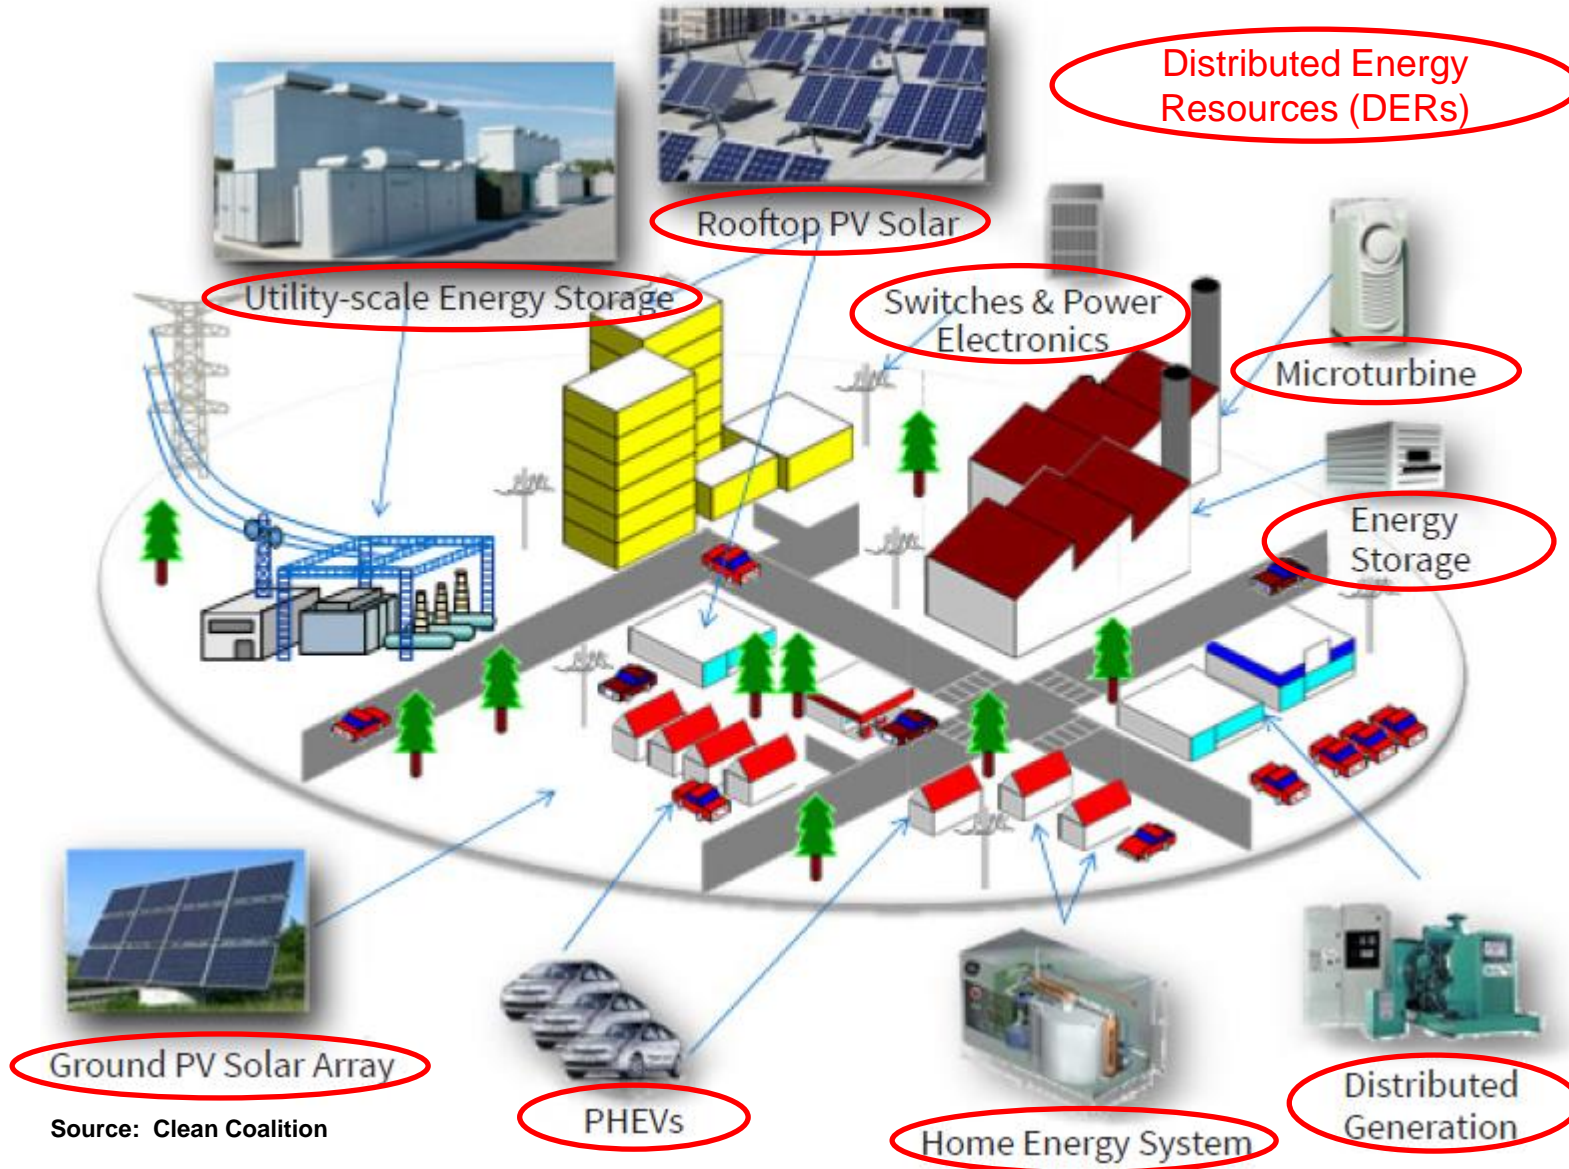 Distributed Energy
Resources (DERs)
Rooftop PV Solar
Utility-scale Energy Storage
Switches & Power
Electronics
Microturbine
Energy
Storage
Ground PV Solar Array
PHEVs
Home Energy System
Distributed
Generation
Source: Clean Coalition